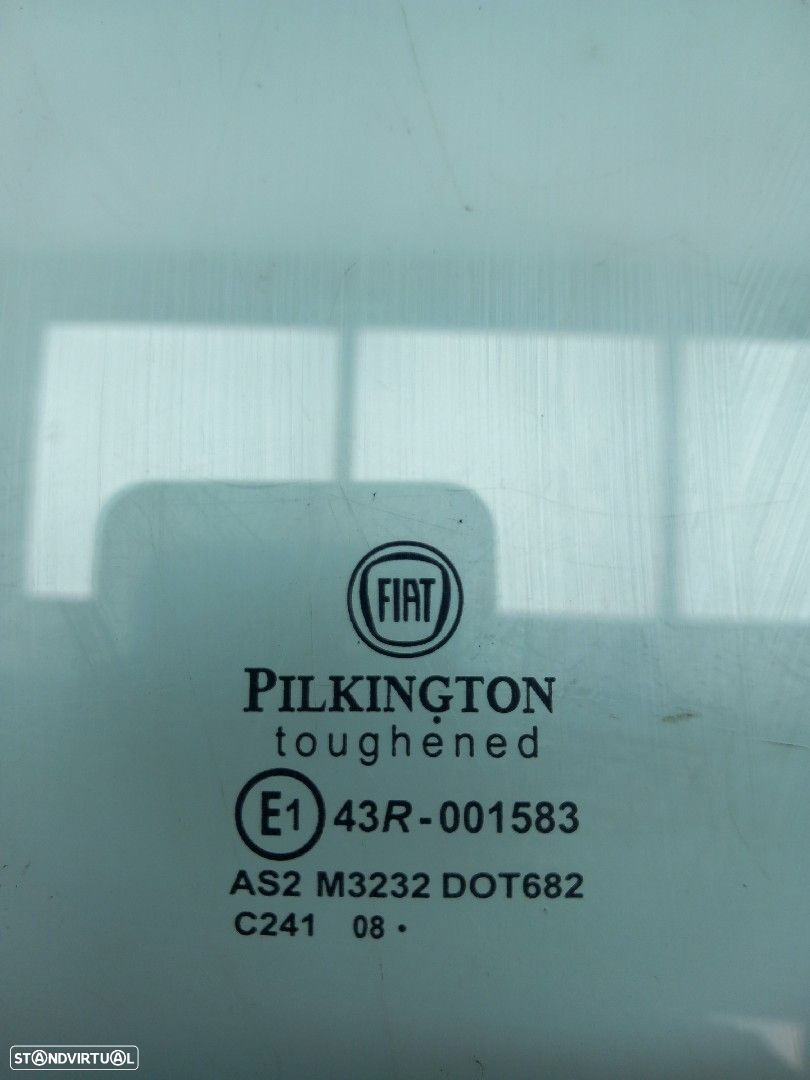 FIAT
PILKINGTON
toughened
E1 43R-001583
AS2 M3232 DOT682
C241 08 •
STANDVIRTUAL